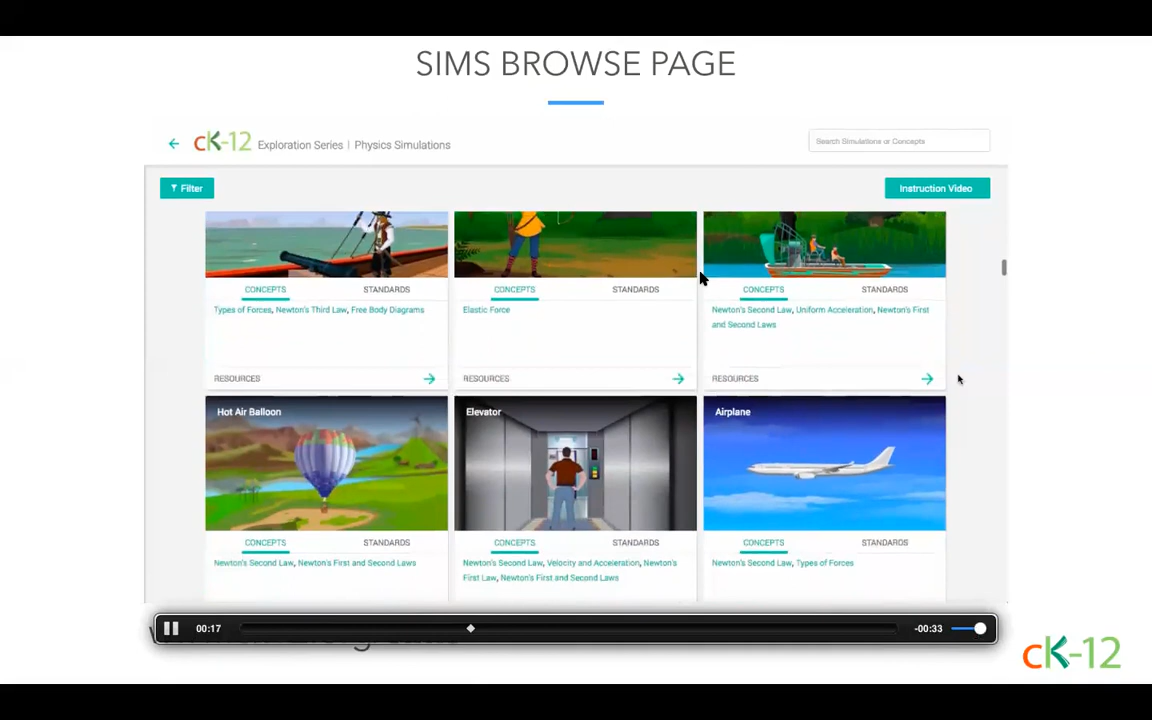 SIMS BROWSE PAGE
cK-12 Exploration Series | Physics Simulations
Search Simulations or Concepts
Filter
Instruction Video
CONCEPTS STANDARDS
Types of Forces, Newton's Third Law, Free Body Diagrams
RESOURCES
CONCEPTS STANDARDS
Elastic Force
RESOURCES
CONCEPTS STANDARDS
Newton's Second Law, Uniform Acceleration, Newton's First
and Second Laws
RESOURCES
Hot Air Balloon
CONCEPTS STANDARDS
Newton's Second Law, Newton's First and Second Laws
Elevator
CONCEPTS STANDARDS
Newton's Second Law, Velocity and Acceleration, Newton's
First Law, Newton's First and Second Laws
Airplane
CONCEPTS STANDARDS
Newton's Second Law, Types of Forces
00:17
-00:33
cK-12